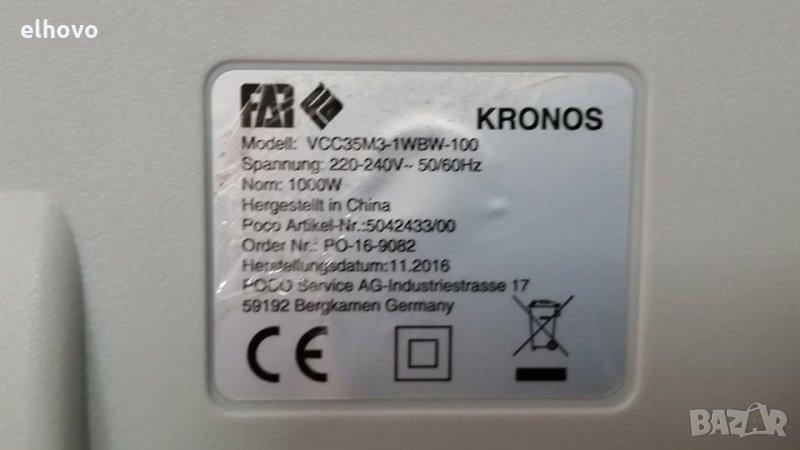 elhovo
FAR
KRONOS
Modell: VCC35M3-1WBW-100
Spannung: 220-240V~ 50/60Hz
Nom: 1000W
Hergestellt in China
Poco Artikel-Nr.:5042433/00
Order Nr.: PO-16-9082
Herstellungsdatum:11.2016
POCO Service AG-Industriestrasse 17
59192 Bergkamen Germany
CE
BAZAR